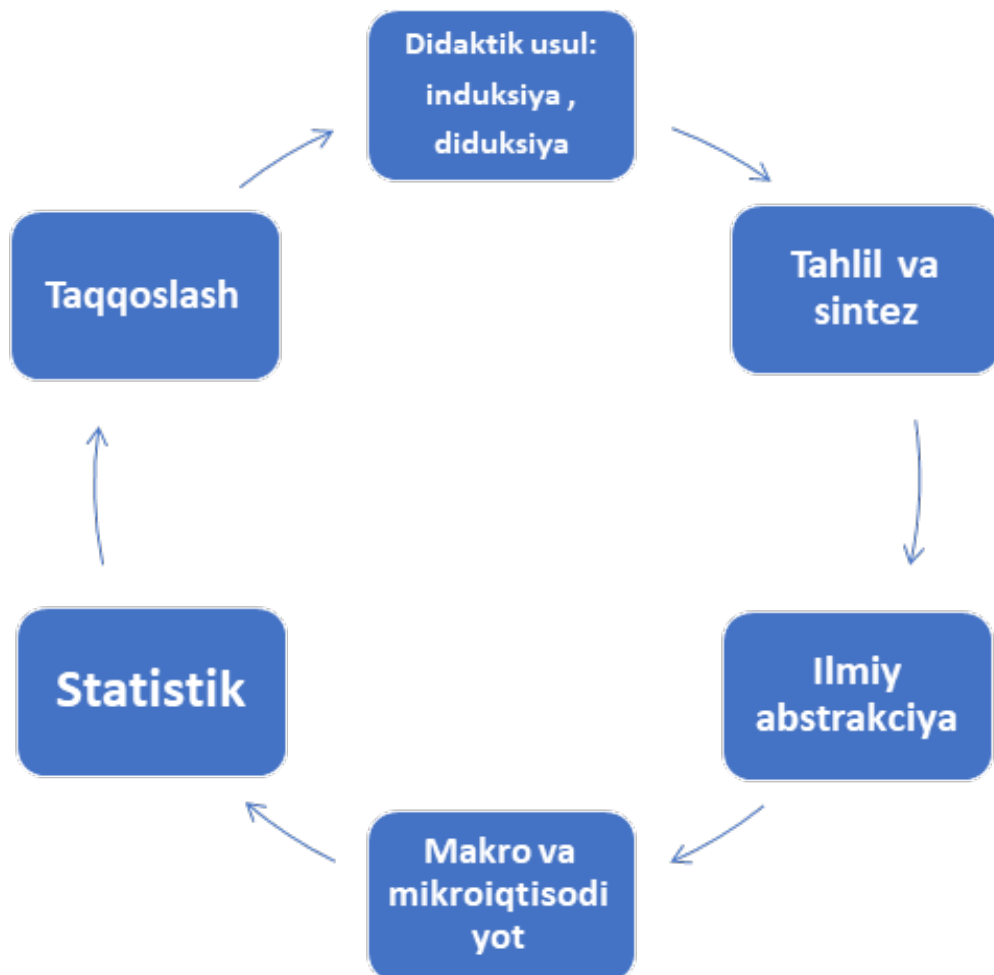 Didaktik usul:
induksiya ,
diduksiya
Tahlil va
sintez
Ilmiy
abstrakciya
Makro va
mikroiqtisodi
yot
Statistik
Taqqoslash